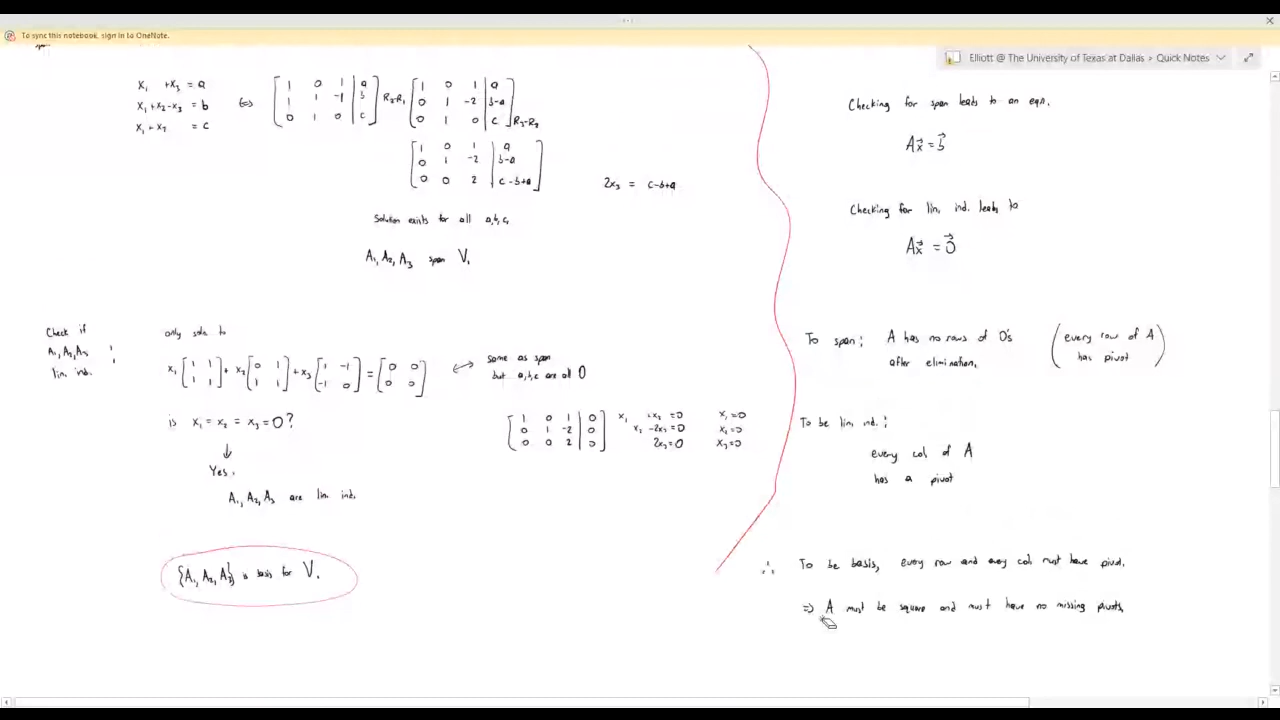 To sync this notebook, sign in to OneNote.
Elliott @ The University of Texas at Dallas > Quick Notes
span
x₁ +x₃ = a
x₁+x₂-x₃ = b
x₁+x₂ = c
⇔
[ 1 0 1 | a
1 1 -1 | b
0 1 0 | c ] R₂-R₁
[ 1 0 1 | a
0 1 -2 | b-a
0 1 0 | c ] R₃-R₂
[ 1 0 1 | a
0 1 -2 | b-a
0 0 2 | c-b+a ]
2x₃ = c-b+a
Solution exists for all a,b,c.
A₁, A₂, A₃ span V.
Check if
A₁, A₂, A₃ :
lin. ind.
only soln to
x₁ [ 1 1
1 1 ] + x₂ [ 0 1
1 1 ] + x₃ [ 1 -1
-1 0 ] = [ 0 0
0 0 ]
same as span
but a,b,c are all 0
is x₁ = x₂ = x₃ = 0?
[ 1 0 1 | 0
0 1 -2 | 0
0 0 2 | 0 ]
x₁ +x₃ =0 x₁=0
x₂ -2x₃=0 x₂=0
2x₃=0 x₃=0
Yes.
A₁, A₂, A₃ are lin. ind.
{A₁, A₂, A₃} is basis for V.
Checking for span leads to an eqn.
Ax⃗ = b⃗
Checking for lin. ind. leads to
Ax⃗ = 0⃗
To span: A has no rows of 0's
after elimination.
(every row of A
has pivot)
To be lin. ind.:
every col of A
has a pivot
∴ To be basis, every row and every col must have pivot.
⇒ A must be square and must have no missing pivots.